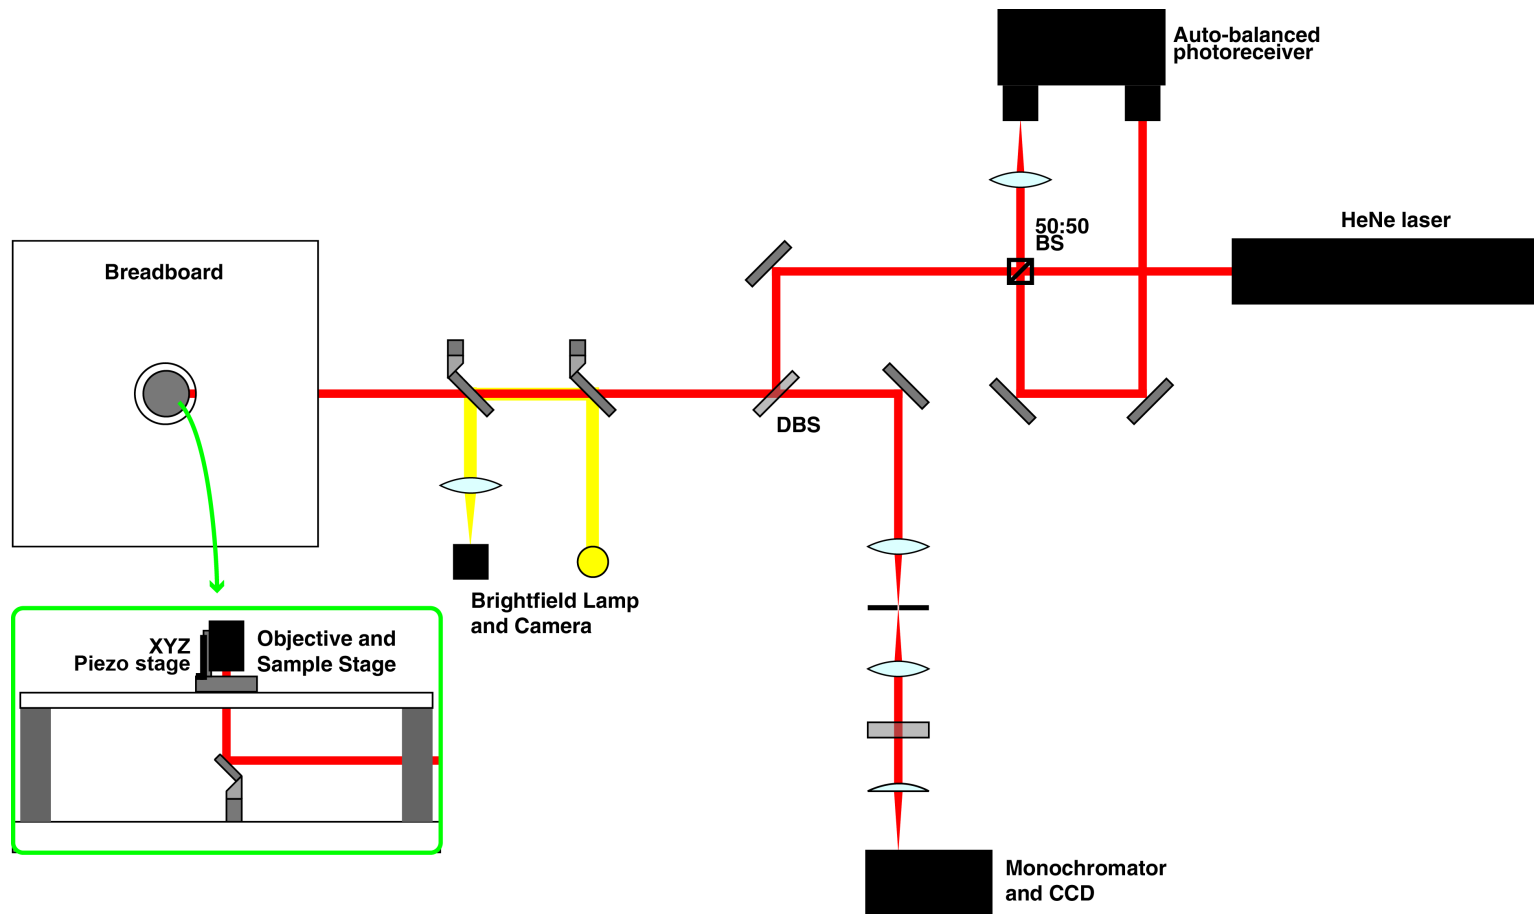 Auto-balanced
photoreceiver
HeNe laser
50:50
BS
Breadboard
DBS
Brightfield Lamp
and Camera
XYZ
Piezo stage
Objective and
Sample Stage
Monochromator
and CCD